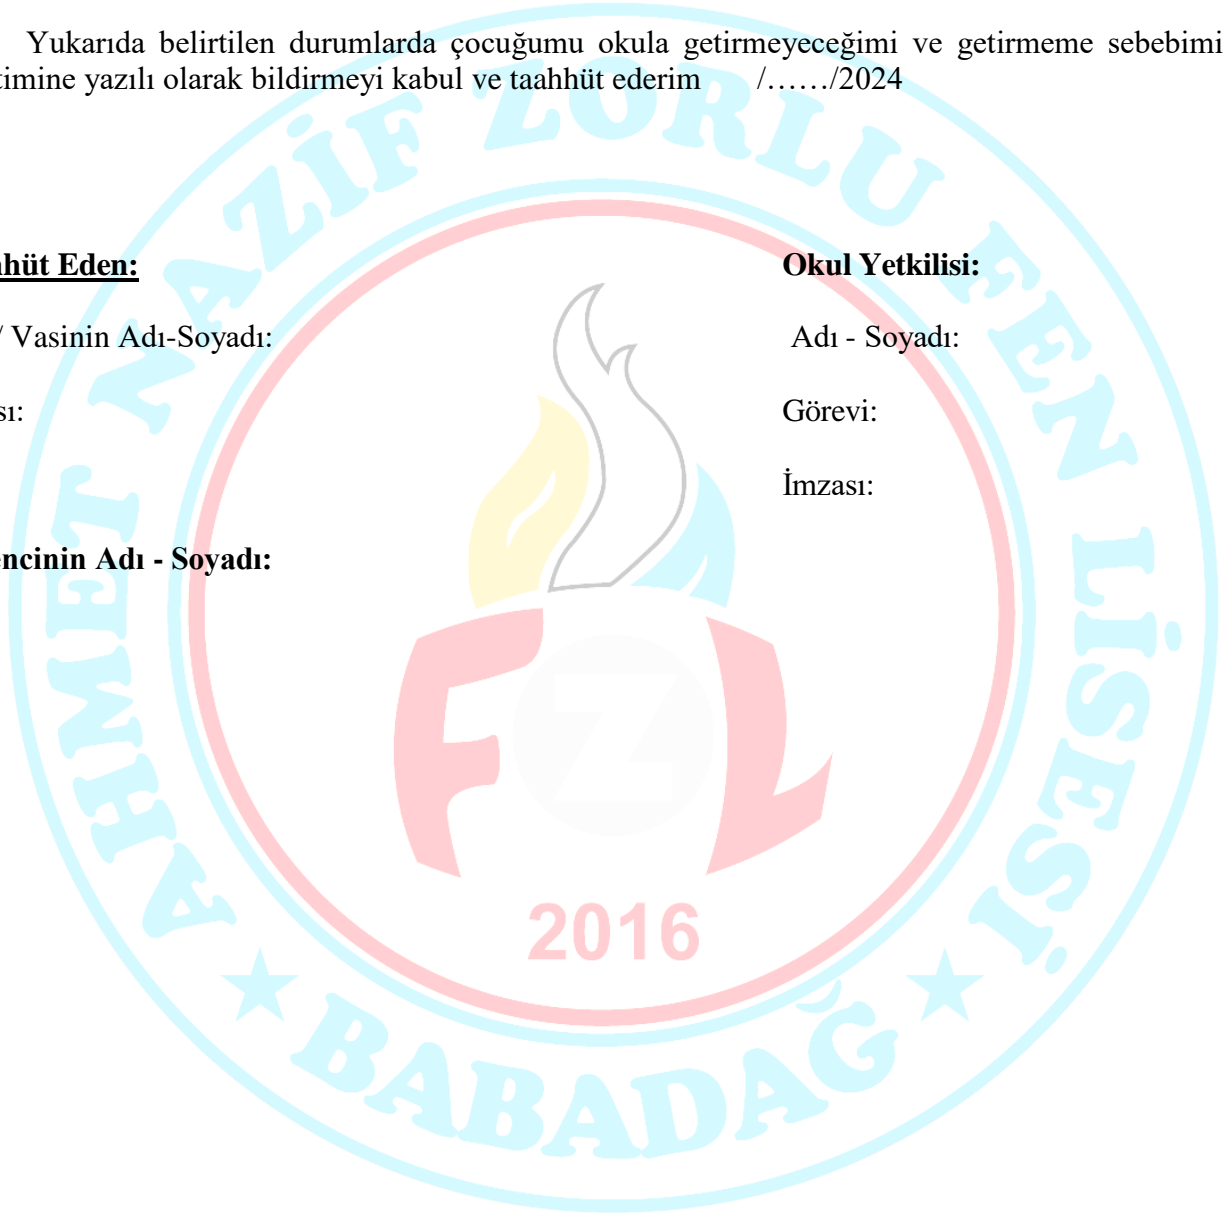 Yukarıda belirtilen durumlarda çocuğumu okula getirmeyeceğimi ve getirmeme sebebimi
timine yazılı olarak bildirmeyi kabul ve taahhüt ederim /……/2024
hüt Eden:
Okul Yetkilisi:
/ Vasinin Adı-Soyadı:
Adı - Soyadı:
sı:
Görevi:
İmzası:
encinin Adı - Soyadı:
AHMET NAZİF ZORLU FEN LİSESİ
F Z L
2016
BABADAĞ